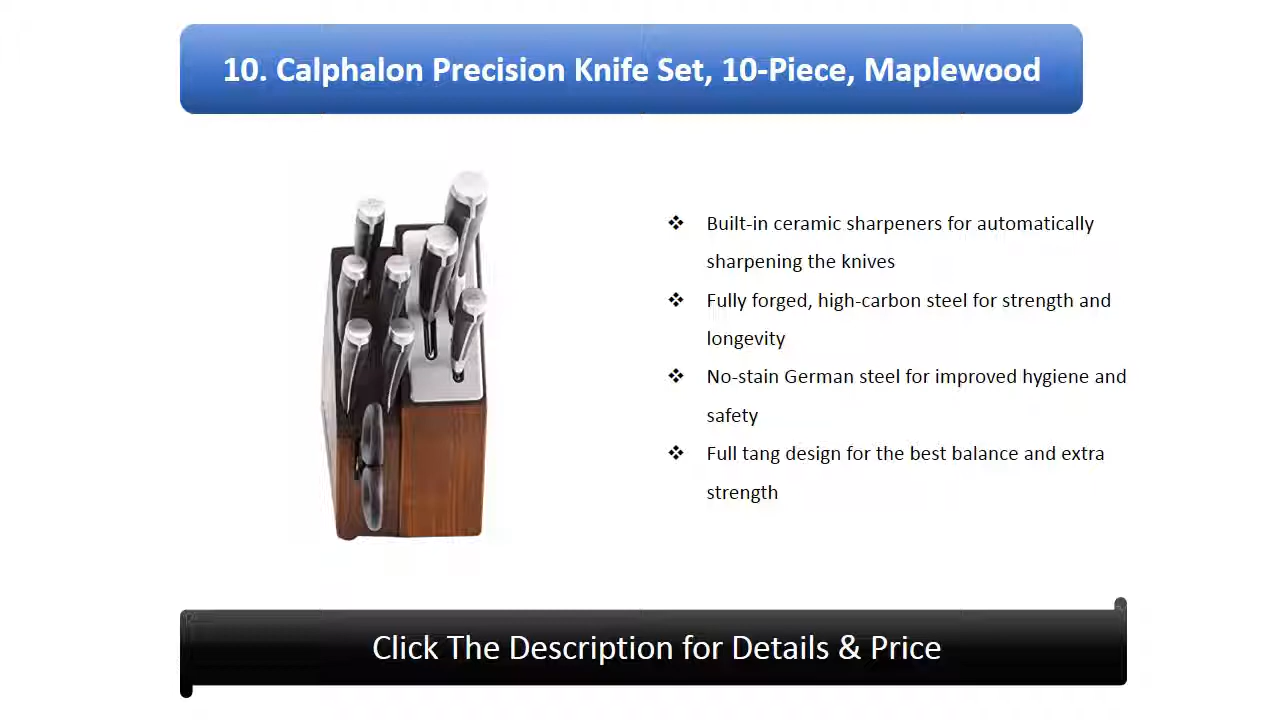 10. Calphalon Precision Knife Set, 10-Piece, Maplewood
❖ Built-in ceramic sharpeners for automatically
sharpening the knives
❖ Fully forged, high-carbon steel for strength and
longevity
❖ No-stain German steel for improved hygiene and
safety
❖ Full tang design for the best balance and extra
strength
Click The Description for Details & Price